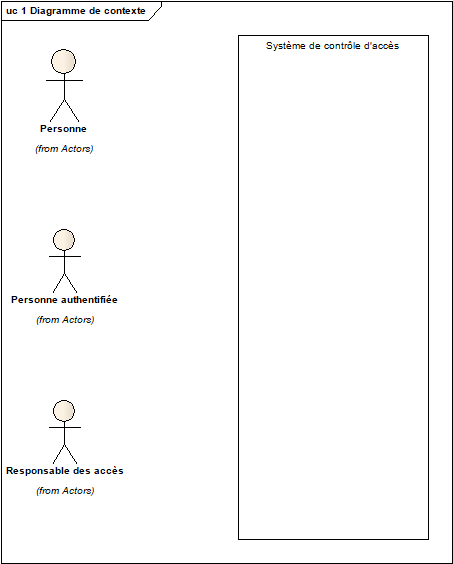 uc 1 Diagramme de contexte
Système de contrôle d'accès
Personne
(from Actors)
Personne authentifiée
(from Actors)
Responsable des accès
(from Actors)